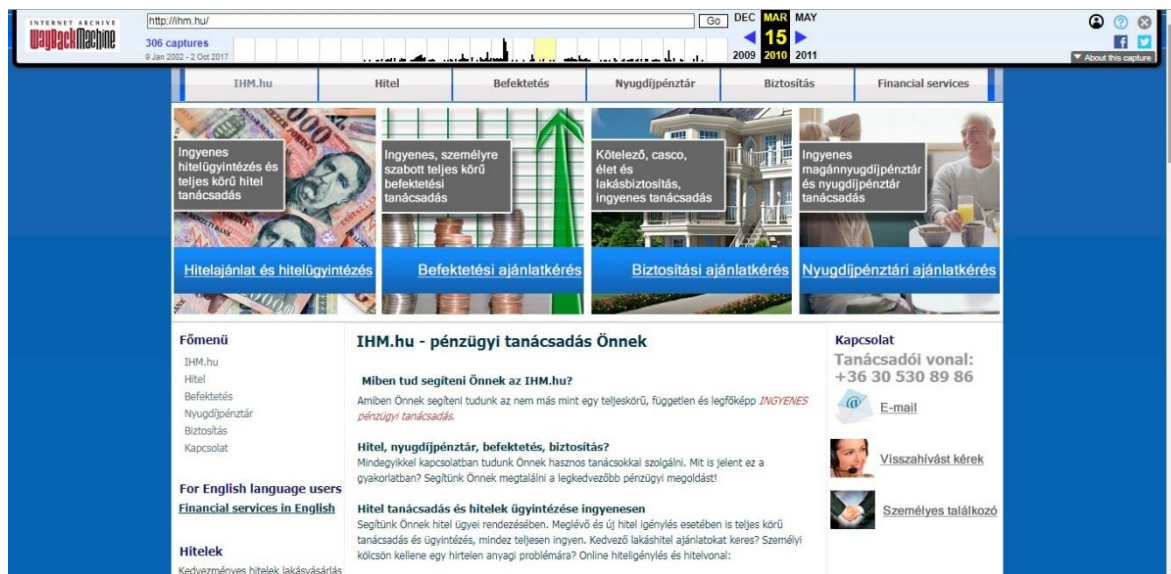 INTERNET ARCHIVE
WayBackMachine
http://ihm.hu/
Go
306 captures
9 Jan 2002 - 2 Oct 2017
DEC MAR MAY
15
2009 2010 2011
About this capture
IHM.hu
Hitel
Befektetés
Nyugdíjpénztár
Biztosítás
Financial services
Ingyenes
hitelügyintézés és
teljes körű hitel
tanácsadás
Hitelajánlat és hitelügyintézés
Ingyenes, személyre
szabott teljes körű
befektetési
tanácsadás
Befektetési ajánlatkérés
Kötelező, casco,
élet és
lakásbiztosítás,
ingyenes tanácsadás
Biztosítási ajánlatkérés
Ingyenes
magánnyugdíjpénztár
és nyugdíjpénztár
tanácsadás
Nyugdíjpénztári ajánlatkérés
Főmenü
IHM.hu
Hitel
Befektetés
Nyugdíjpénztár
Biztosítás
Kapcsolat
For English language users
Financial services in English
Hitelek
Kedvezményes hitelek lakásvásárlás
IHM.hu - pénzügyi tanácsadás Önnek
Miben tud segíteni Önnek az IHM.hu?
Amiben Önnek segíteni tudunk az nem más mint egy teljeskörű, független és legfőképp INGYENES
pénzügyi tanácsadás.
Hitel, nyugdíjpénztár, befektetés, biztosítás?
Mindegyikkel kapcsolatban tudunk Önnek hasznos tanácsokkal szolgálni. Mit is jelent ez a
gyakorlatban? Segítünk Önnek megtalálni a legkedvezőbb pénzügyi megoldást!
Hitel tanácsadás és hitelek ügyintézése ingyenesen
Segítünk Önnek hitel ügyei rendezésében. Meglévő és új hitel igénylés esetében is teljes körű
tanácsadás és ügyintézés, mindez teljesen ingyen. Kedvező lakáshitel ajánlatokat keres? Személyi
kölcsön kellene egy hirtelen anyagi problémára? Online hiteligénylés és hitelvonal:
Kapcsolat
Tanácsadói vonal:
+36 30 530 89 86
E-mail
Visszahívást kérek
Személyes találkozó